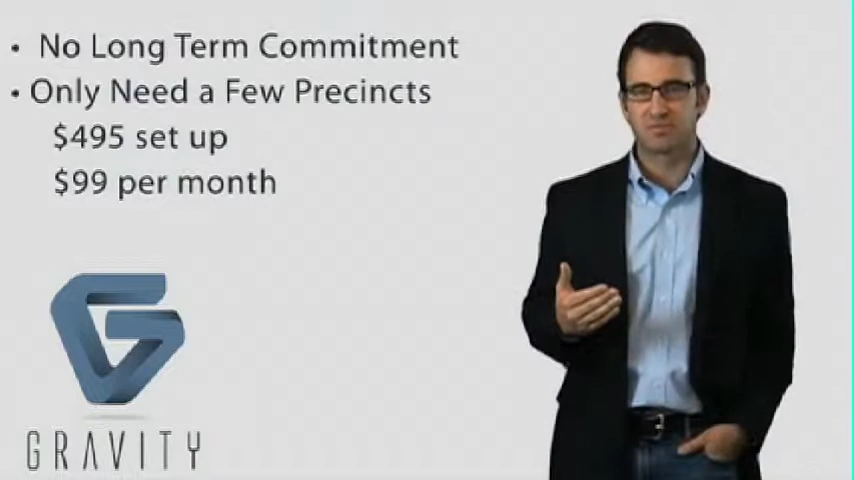 • No Long Term Commitment
• Only Need a Few Precincts
$495 set up
$99 per month
GRAVITY